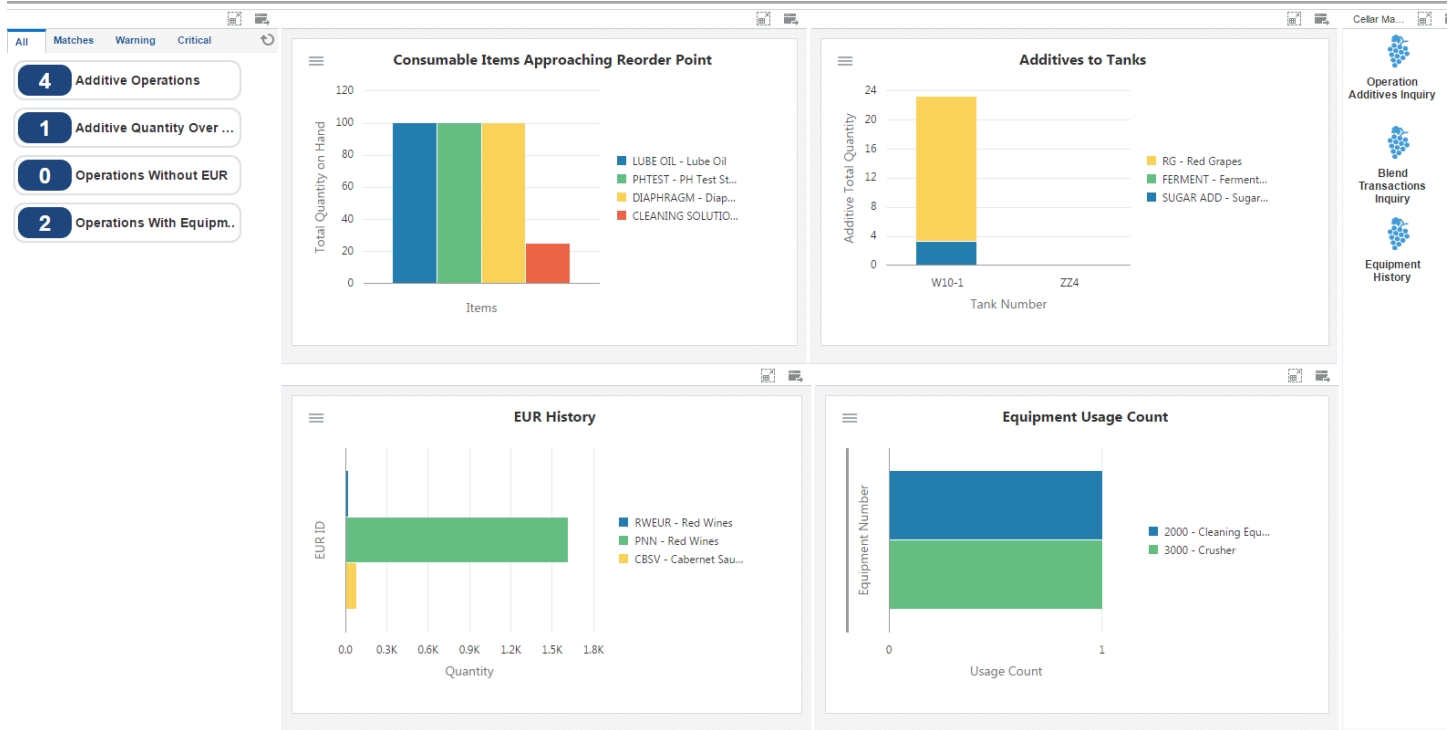 All Matches Warning Critical
4 Additive Operations
1 Additive Quantity Over ...
0 Operations Without EUR
2 Operations With Equipm..
Consumable Items Approaching Reorder Point
Total Quantity on Hand
120
100
80
60
40
20
0
Items
LUBE OIL - Lube Oil
PHTEST - PH Test St...
DIAPHRAGM - Diap...
CLEANING SOLUTIO...
Additives to Tanks
Additive Total Quantity
24
20
16
12
8
4
0
W10-1 ZZ4
Tank Number
RG - Red Grapes
FERMENT - Ferment...
SUGAR ADD - Sugar...
Cellar Ma...
Operation
Additives Inquiry
Blend
Transactions
Inquiry
Equipment
History
EUR History
EUR ID
0.0 0.3K 0.6K 0.9K 1.2K 1.5K 1.8K
Quantity
RWEUR - Red Wines
PNN - Red Wines
CBSV - Cabernet Sau...
Equipment Usage Count
Equipment Number
0 1
Usage Count
2000 - Cleaning Equ...
3000 - Crusher